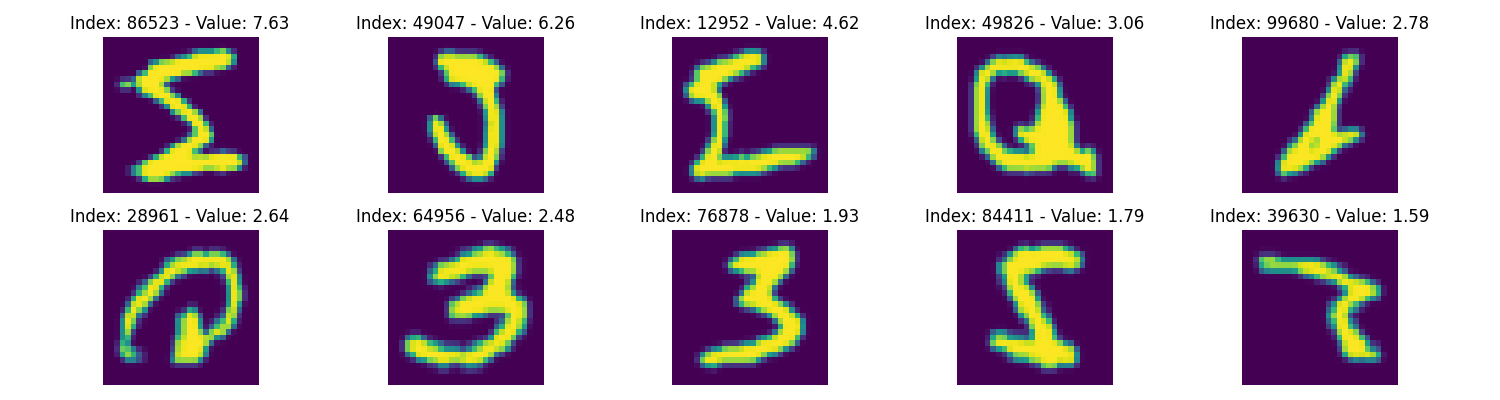 Index: 86523 - Value: 7.63
Index: 49047 - Value: 6.26
Index: 12952 - Value: 4.62
Index: 49826 - Value: 3.06
Index: 99680 - Value: 2.78
Q
Index: 28961 - Value: 2.64
Index: 64956 - Value: 2.48
Index: 76878 - Value: 1.93
Index: 84411 - Value: 1.79
Index: 39630 - Value: 1.59
3 3